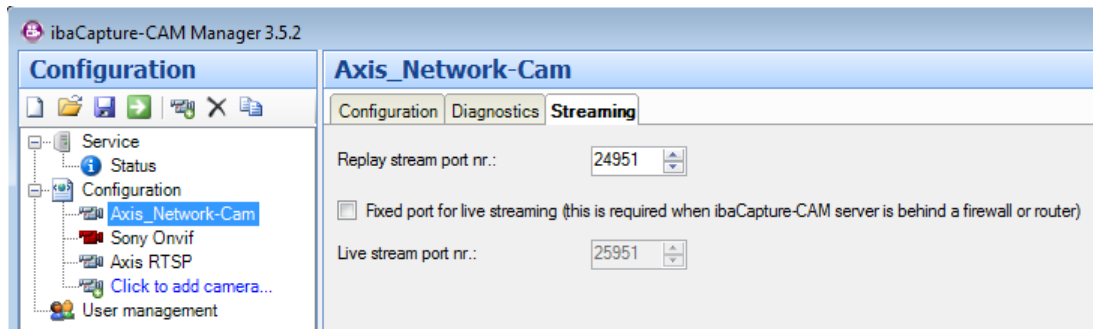 ibaCapture-CAM Manager 3.5.2
Configuration
Axis_Network-Cam
Configuration Diagnostics Streaming
Service
Status
Configuration
Axis_Network-Cam
Sony Onvif
Axis RTSP
Click to add camera...
User management
Replay stream port nr.: 24951
Fixed port for live streaming (this is required when ibaCapture-CAM server is behind a firewall or router)
Live stream port nr.: 25951